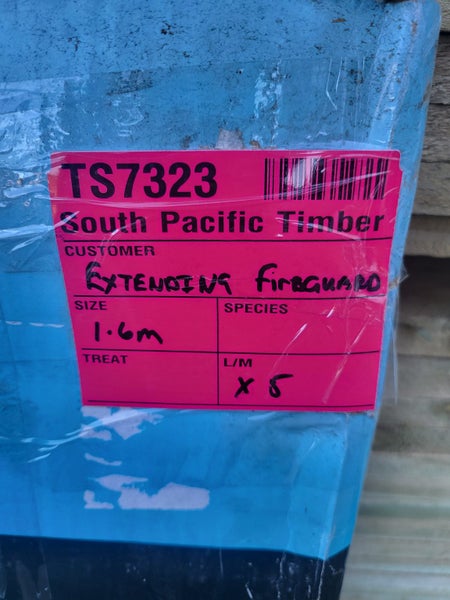 TS7323
South Pacific Timber
CUSTOMER
EXTENDING FIREGUARD
SIZE
1.6m
SPECIES
TREAT
L/M
x 5